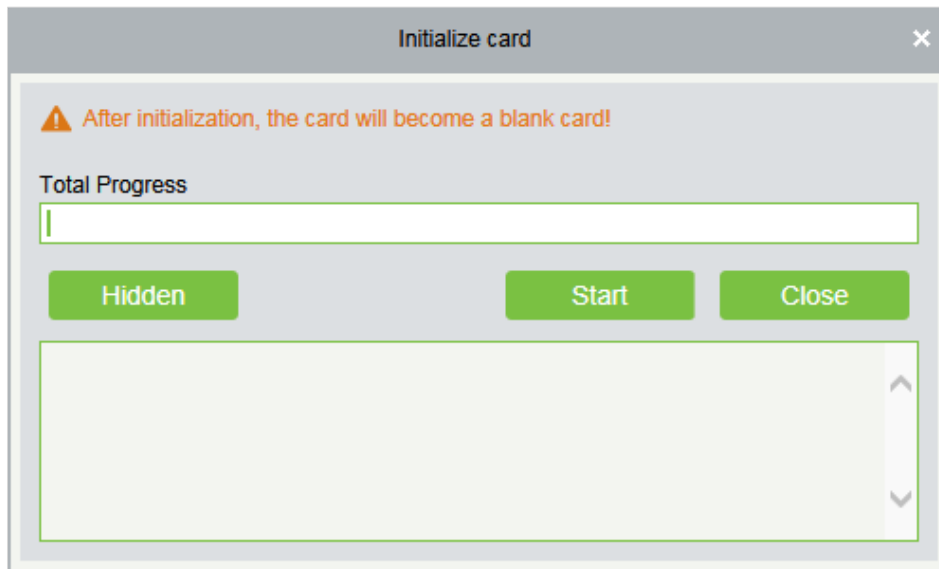 Initialize card
After initialization, the card will become a blank card!
Total Progress
Hidden Start Close